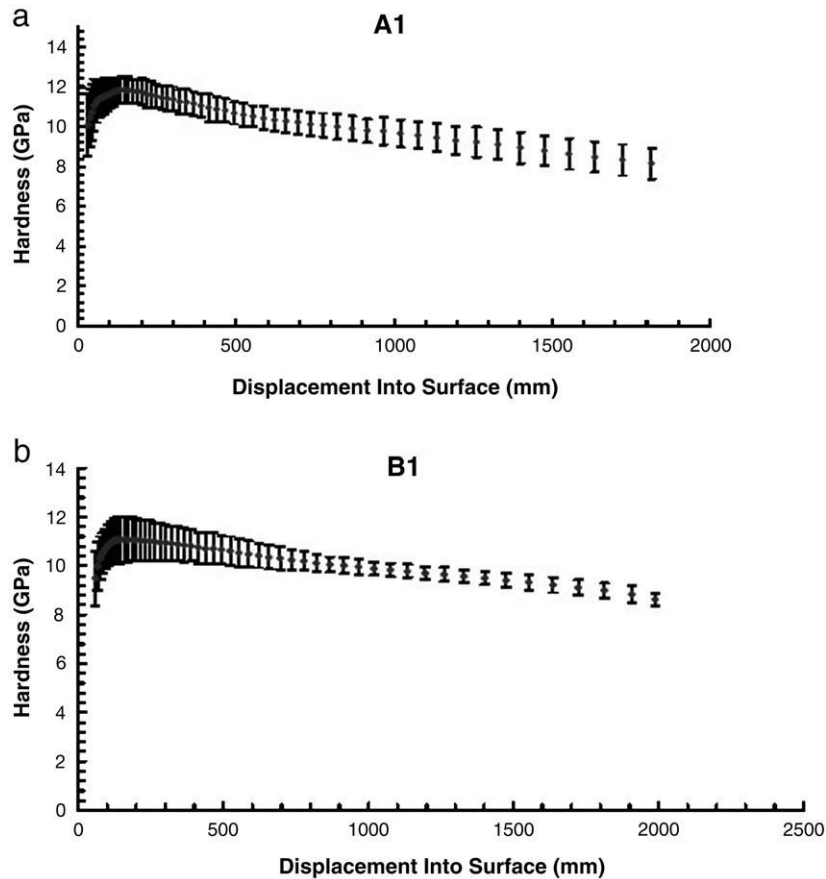 a
A1
14
12
10
8
6
4
2
0
Hardness (GPa)
0 500 1000 1500 2000
Displacement Into Surface (mm)
b
B1
14
12
10
8
6
4
2
0
Hardness (GPa)
0 500 1000 1500 2000 2500
Displacement Into Surface (mm)